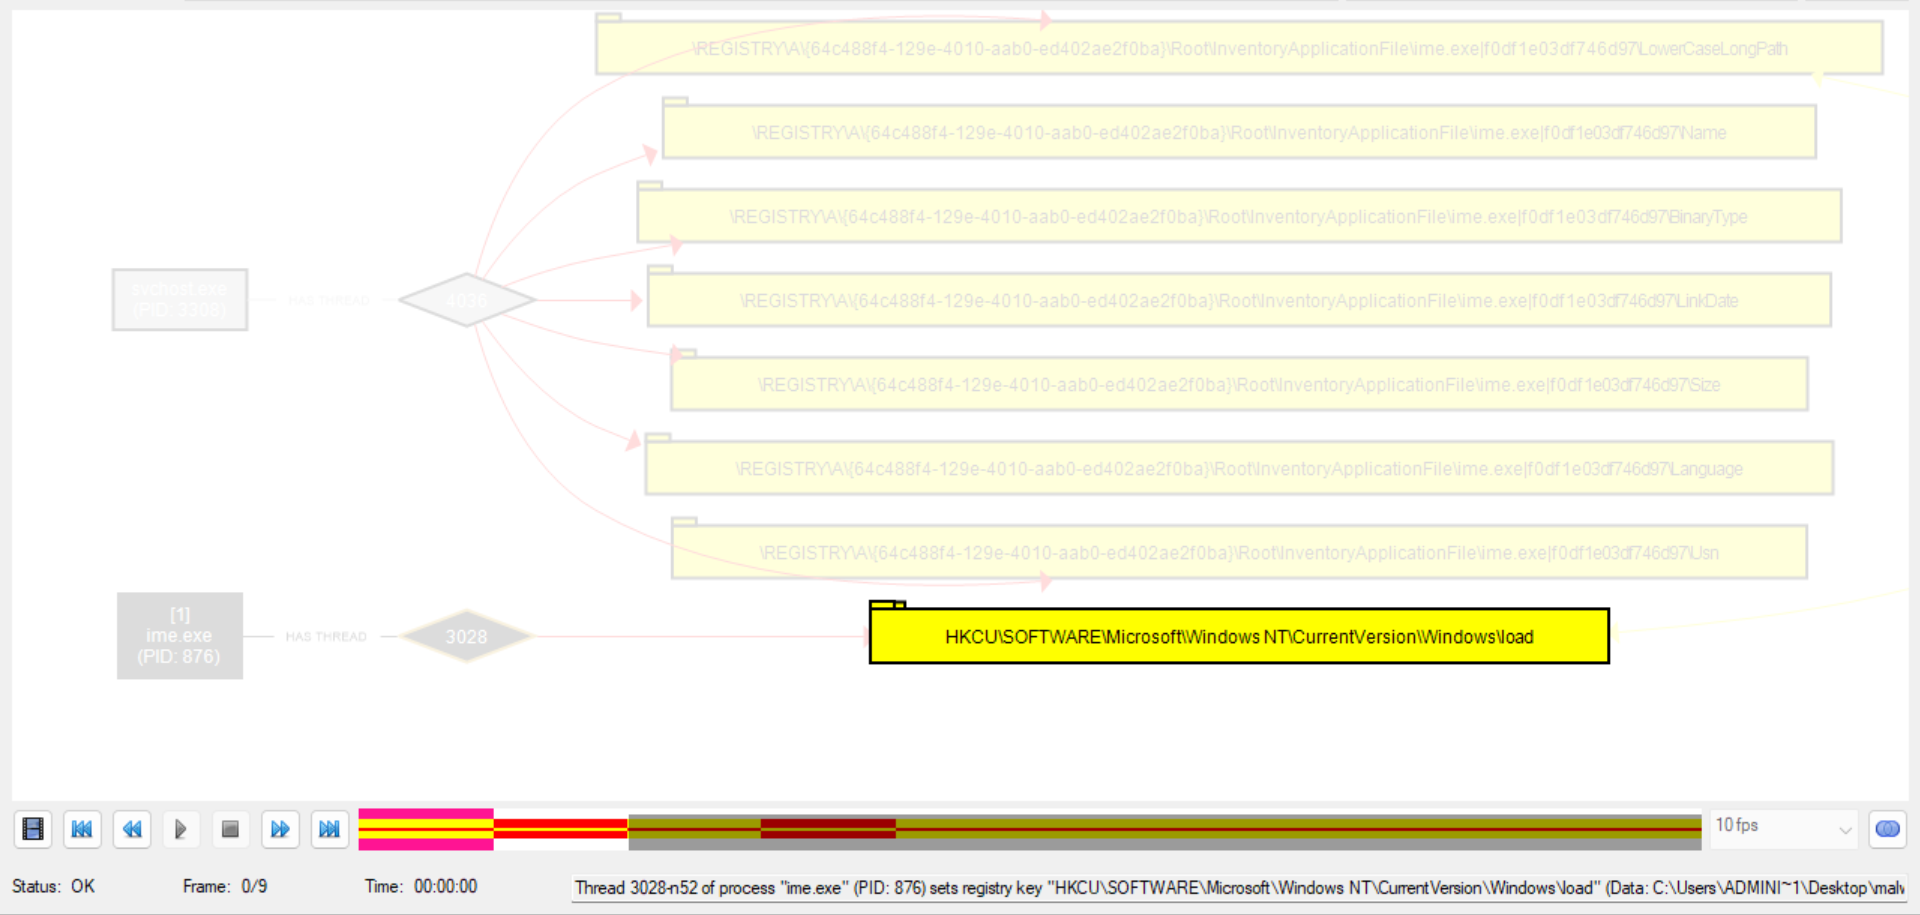 \REGISTRY\A\{64c488f4-129e-4010-aab0-ed402ae2f0ba}\Root\InventoryApplicationFile\ime.exe|f0df1e03df746d97\LowerCaseLongPath
\REGISTRY\A\{64c488f4-129e-4010-aab0-ed402ae2f0ba}\Root\InventoryApplicationFile\ime.exe|f0df1e03df746d97\Name
\REGISTRY\A\{64c488f4-129e-4010-aab0-ed402ae2f0ba}\Root\InventoryApplicationFile\ime.exe|f0df1e03df746d97\BinaryType
svchost.exe
(PID: 3308)
HAS THREAD
4036
\REGISTRY\A\{64c488f4-129e-4010-aab0-ed402ae2f0ba}\Root\InventoryApplicationFile\ime.exe|f0df1e03df746d97\LinkDate
\REGISTRY\A\{64c488f4-129e-4010-aab0-ed402ae2f0ba}\Root\InventoryApplicationFile\ime.exe|f0df1e03df746d97\Size
\REGISTRY\A\{64c488f4-129e-4010-aab0-ed402ae2f0ba}\Root\InventoryApplicationFile\ime.exe|f0df1e03df746d97\Language
\REGISTRY\A\{64c488f4-129e-4010-aab0-ed402ae2f0ba}\Root\InventoryApplicationFile\ime.exe|f0df1e03df746d97\Usn
[1]
ime.exe
(PID: 876)
HAS THREAD
3028
HKCU\SOFTWARE\Microsoft\Windows NT\CurrentVersion\Windows\load
10 fps
Status: OK
Frame: 0/9
Time: 00:00:00
Thread 3028-n52 of process "ime.exe" (PID: 876) sets registry key "HKCU\SOFTWARE\Microsoft\Windows NT\CurrentVersion\Windows\load" (Data: C:\Users\ADMINI~1\Desktop\mal